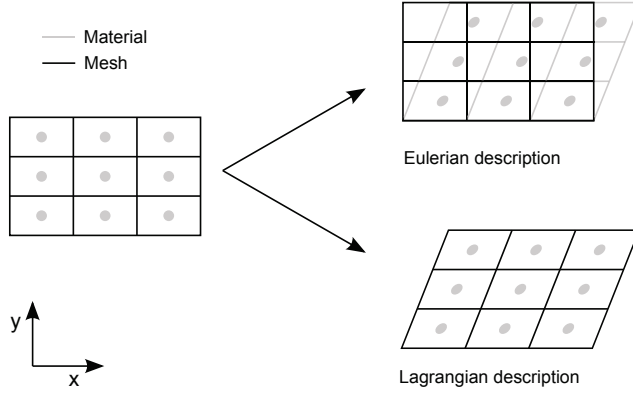 Material
Mesh
Eulerian description
y
x
Lagrangian description